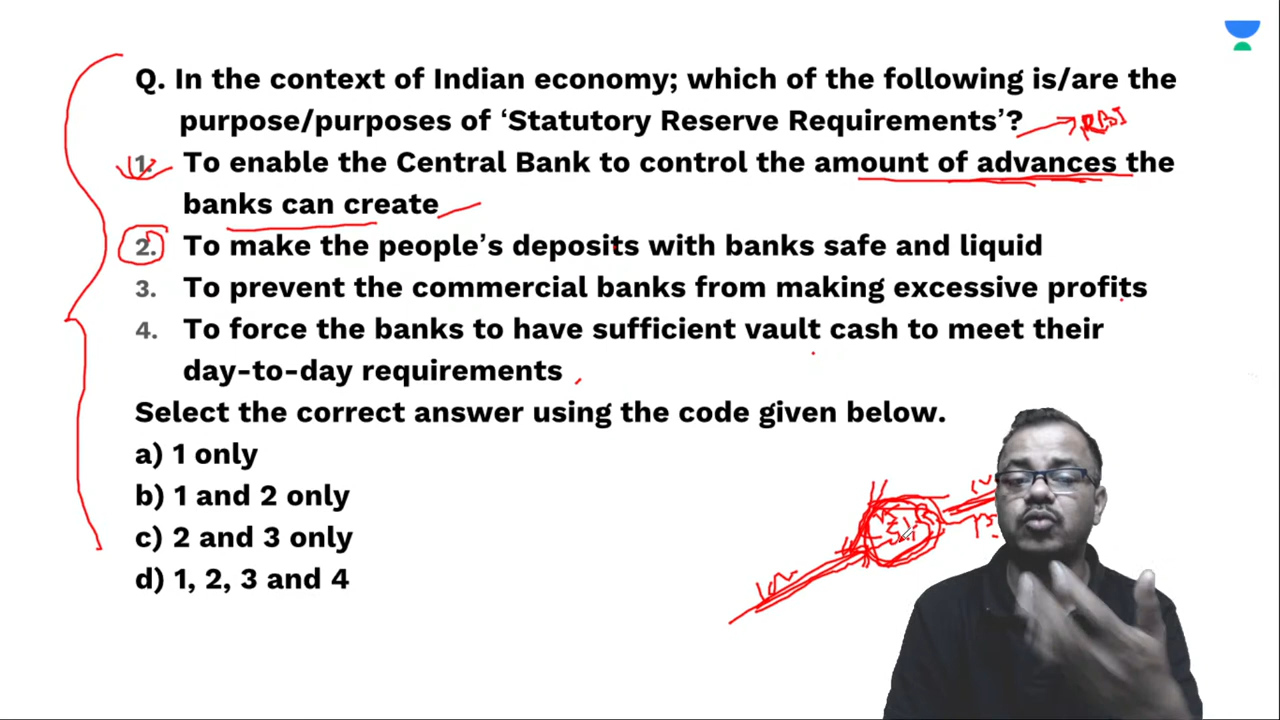 Q. In the context of Indian economy; which of the following is/are the
purpose/purposes of ‘Statutory Reserve Requirements’? RBI
1. To enable the Central Bank to control the amount of advances the
banks can create
2. To make the people’s deposits with banks safe and liquid
3. To prevent the commercial banks from making excessive profits
4. To force the banks to have sufficient vault cash to meet their
day-to-day requirements
Select the correct answer using the code given below.
a) 1 only
b) 1 and 2 only
c) 2 and 3 only
d) 1, 2, 3 and 4